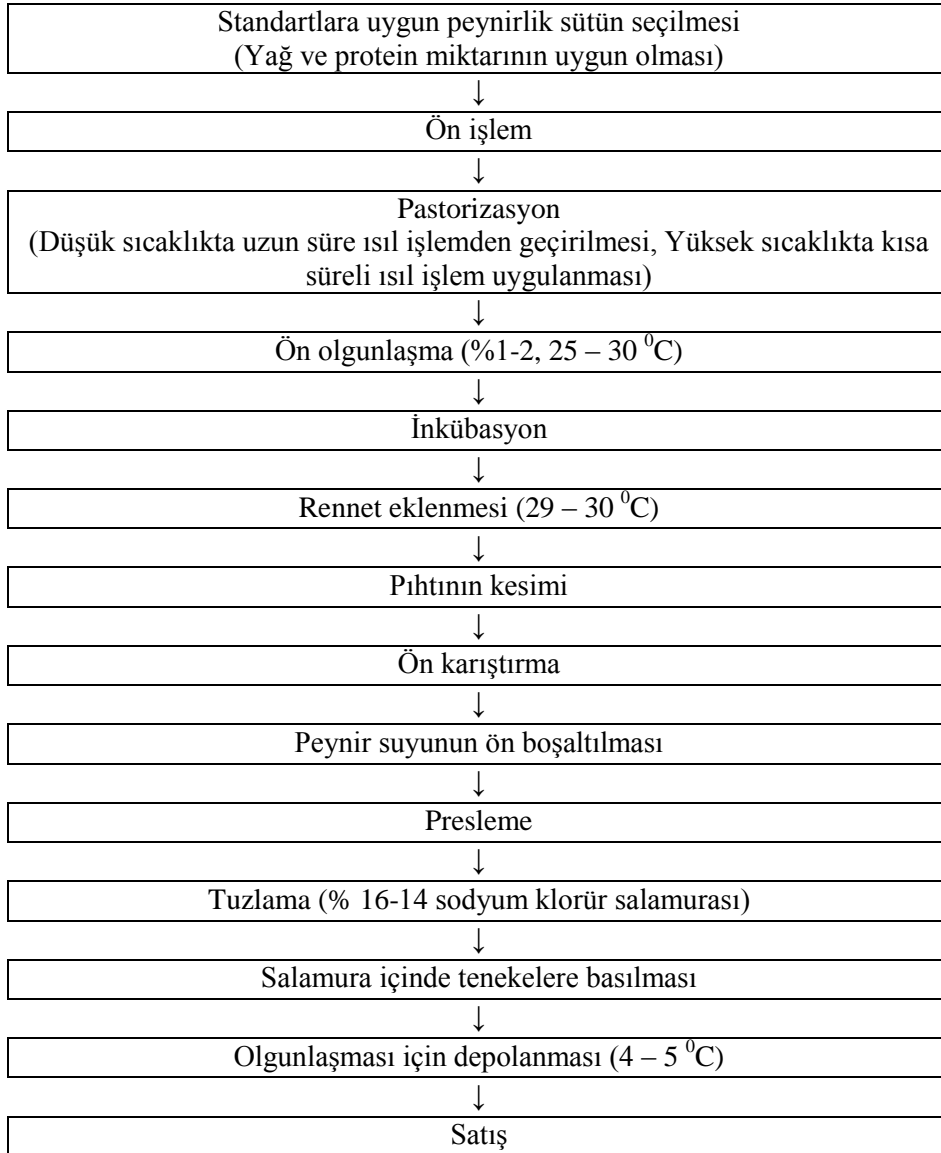 Standartlara uygun peynirlik sütün seçilmesi
(Yağ ve protein miktarının uygun olması)
↓
Ön işlem
↓
Pastorizasyon
(Düşük sıcaklıkta uzun süre ısıl işlemden geçirilmesi, Yüksek sıcaklıkta kısa
süreli ısıl işlem uygulanması)
↓
Ön olgunlaşma (%1-2, 25 – 30 ⁰C)
↓
İnkübasyon
↓
Rennet eklenmesi (29 – 30 ⁰C)
↓
Pıhtının kesimi
↓
Ön karıştırma
↓
Peynir suyunun ön boşaltılması
↓
Presleme
↓
Tuzlama (% 16-14 sodyum klorür salamurası)
↓
Salamura içinde tenekelere basılması
↓
Olgunlaşması için depolanması (4 – 5 ⁰C)
↓
Satış